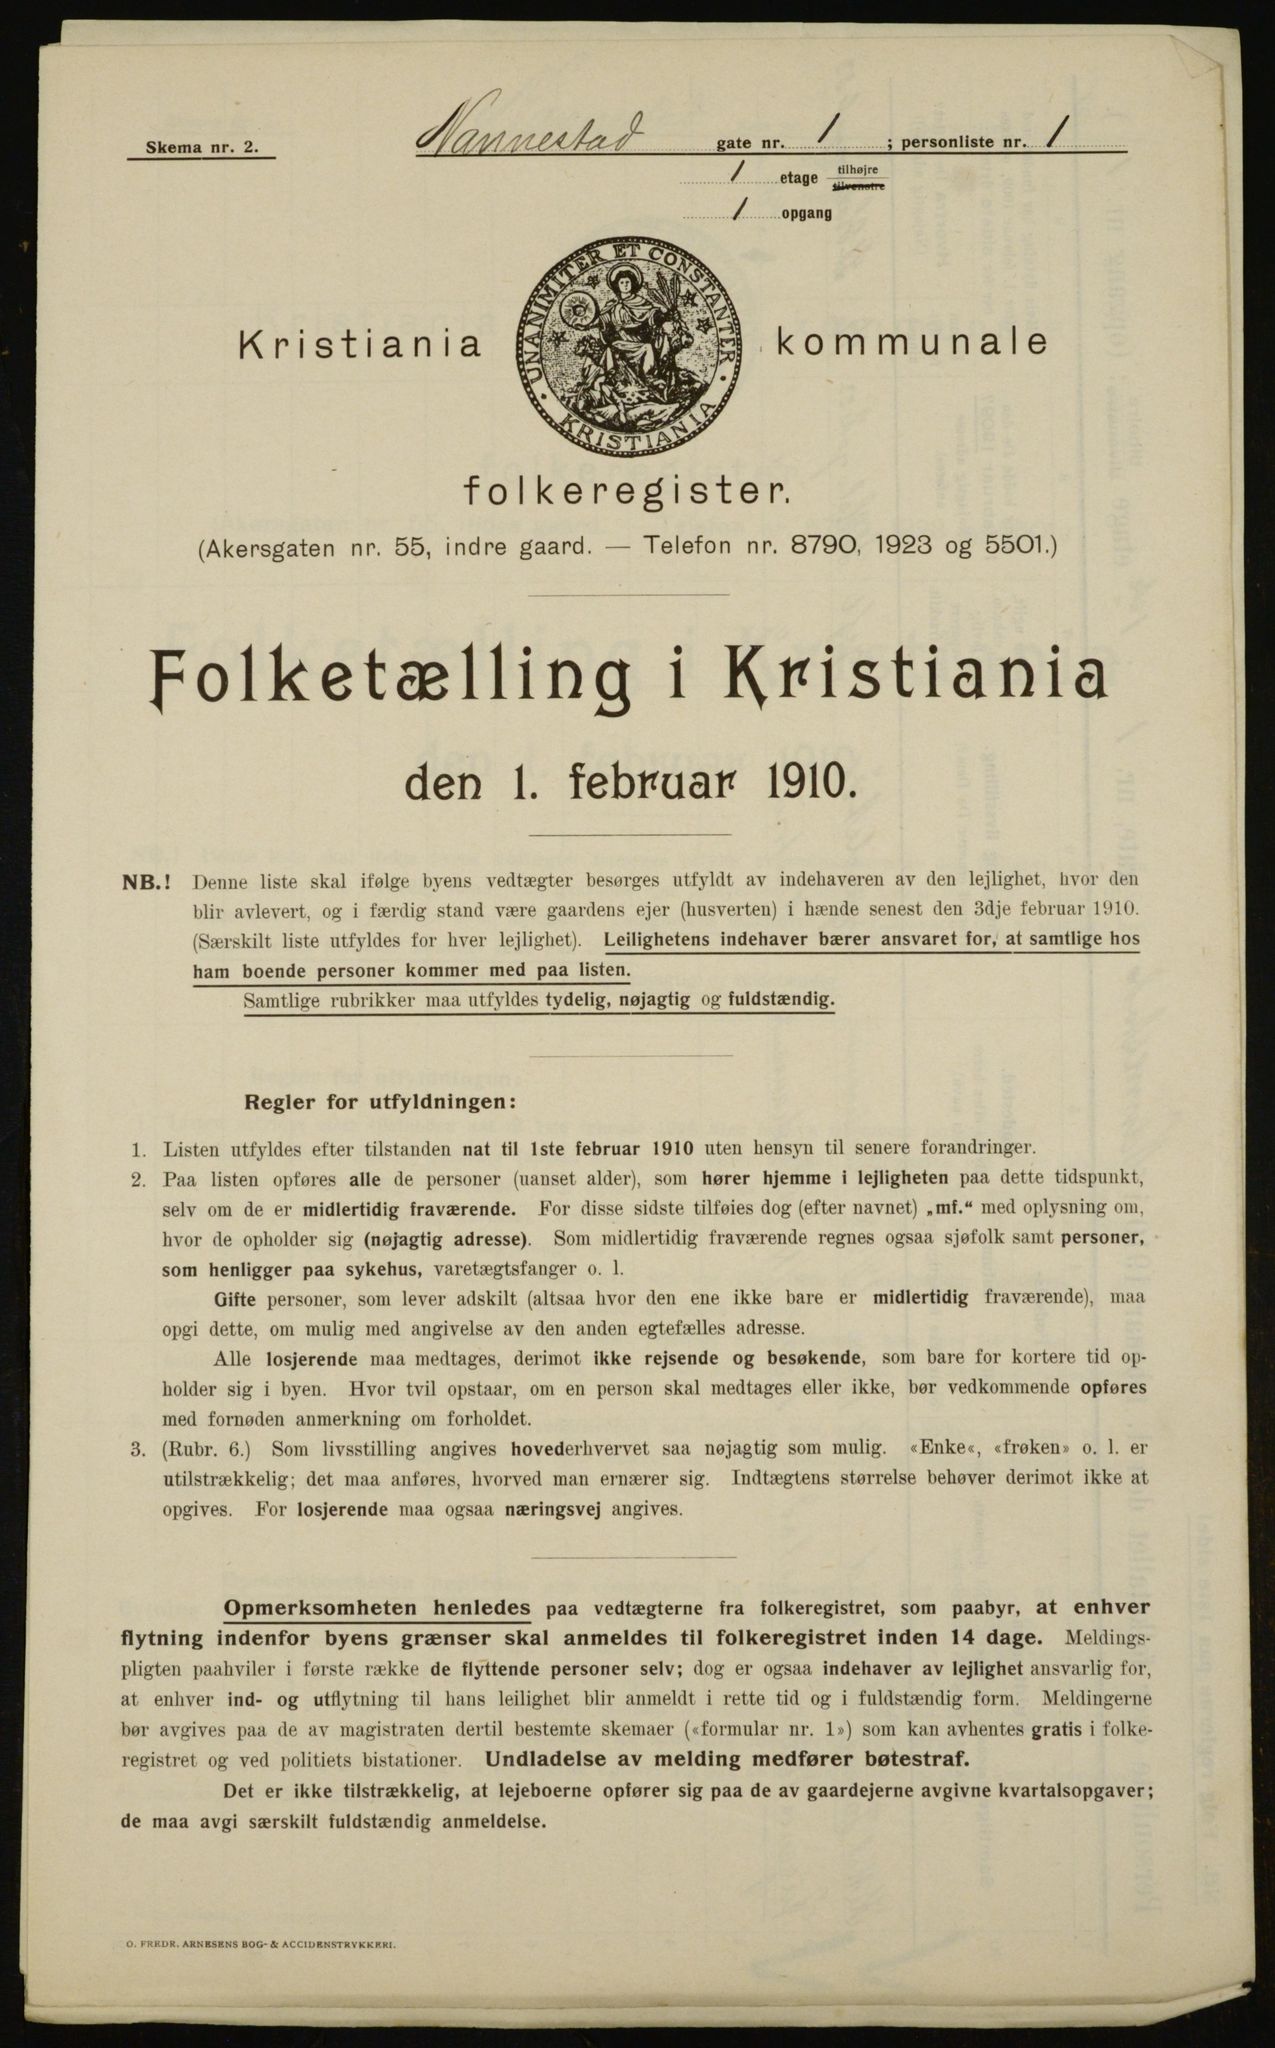 Skema nr. 2.
Nannestad gate nr. 1; personliste nr. 1
1 etage tilhøjre
tilvenstre
1 opgang
UNANIMITER ET CONSTANTER · KRISTIANIA ·
Kristiania kommunale
folkeregister.
(Akersgaten nr. 55, indre gaard. — Telefon nr. 8790, 1923 og 5501.)
Folketælling i Kristiania
den 1. februar 1910.
NB.! Denne liste skal ifølge byens vedtægter besørges utfyldt av indehaveren av den lejlighet, hvor den
blir avlevert, og i færdig stand være gaardens ejer (husverten) i hænde senest den 3dje februar 1910.
(Særskilt liste utfyldes for hver lejlighet). Leilighetens indehaver bærer ansvaret for, at samtlige hos
ham boende personer kommer med paa listen.
Samtlige rubrikker maa utfyldes tydelig, nøjagtig og fuldstændig.
Regler for utfyldningen:
1. Listen utfyldes efter tilstanden nat til 1ste februar 1910 uten hensyn til senere forandringer.
2. Paa listen opføres alle de personer (uanset alder), som hører hjemme i lejligheten paa dette tidspunkt,
selv om de er midlertidig fraværende. For disse sidste tilføies dog (efter navnet) „mf.“ med oplysning om,
hvor de opholder sig (nøjagtig adresse). Som midlertidig fraværende regnes ogsaa sjøfolk samt personer,
som henligger paa sykehus, varetægtsfanger o. l.
Gifte personer, som lever adskilt (altsaa hvor den ene ikke bare er midlertidig fraværende), maa
opgi dette, om mulig med angivelse av den anden egtefælles adresse.
Alle losjerende maa medtages, derimot ikke rejsende og besøkende, som bare for kortere tid op-
holder sig i byen. Hvor tvil opstaar, om en person skal medtages eller ikke, bør vedkommende opføres
med fornøden anmerkning om forholdet.
3. (Rubr. 6.) Som livsstilling angives hovederhvervet saa nøjagtig som mulig. «Enke«, «frøken» o. l. er
utilstrækkelig; det maa anføres, hvorved man ernærer sig. Indtægtens størrelse behøver derimot ikke at
opgives. For losjerende maa ogsaa næringsvej angives.
Opmerksomheten henledes paa vedtægterne fra folkeregistret, som paabyr, at enhver
flytning indenfor byens grænser skal anmeldes til folkeregistret inden 14 dage. Meldings-
pligten paahviler i første række de flyttende personer selv; dog er ogsaa indehaver av lejlighet ansvarlig for,
at enhver ind- og utflytning til hans leilighet blir anmeldt i rette tid og i fuldstændig form. Meldingerne
bør avgives paa de av magistraten dertil bestemte skemaer («formular nr. 1») som kan avhentes gratis i folke-
registret og ved politiets bistationer. Undladelse av melding medfører bøtestraf.
Det er ikke tilstrækkelig, at lejeboerne opfører sig paa de av gaardejerne avgivne kvartalsopgaver;
de maa avgi særskilt fuldstændig anmeldelse.
O. FREDR. ARNESENS BOG- & ACCIDENSTRYKKERI.